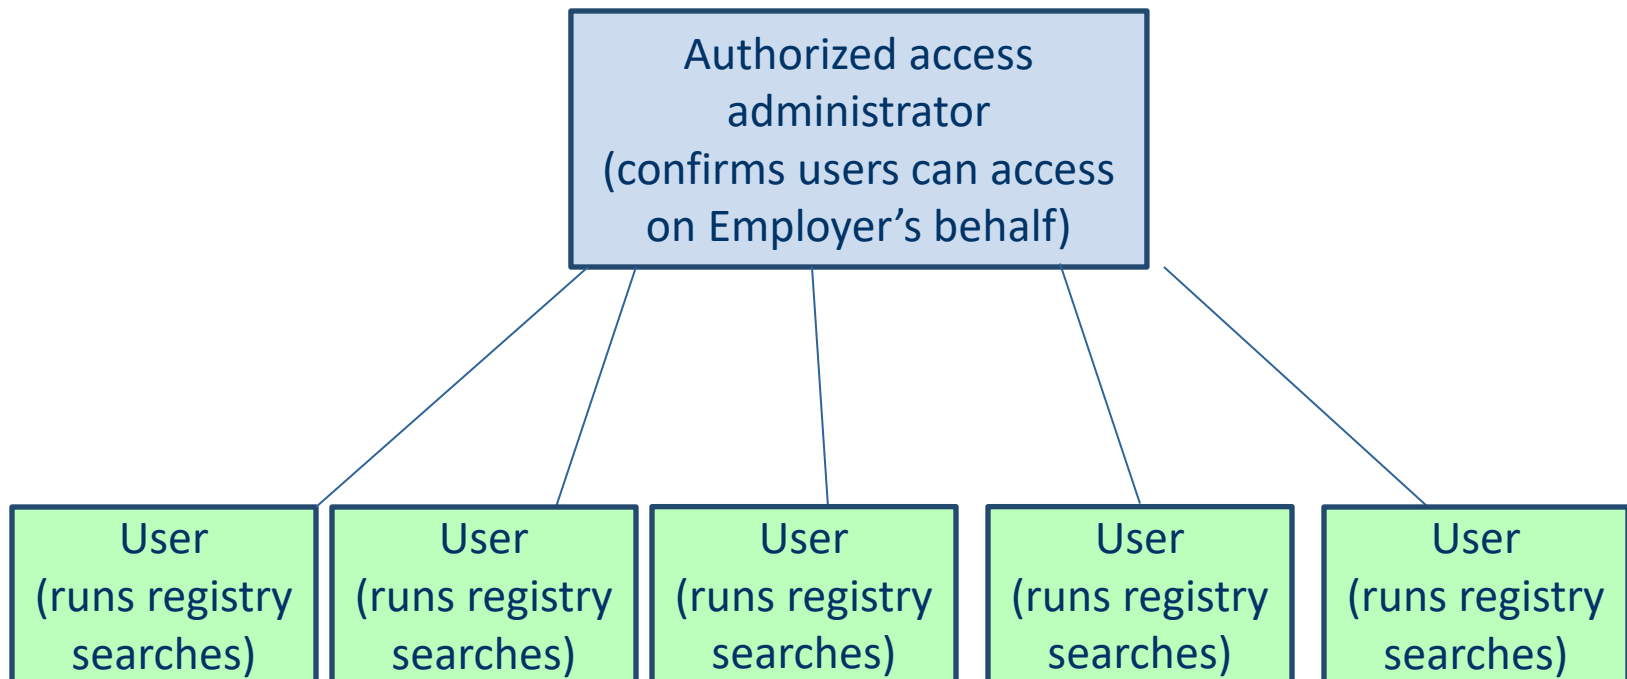 Authorized access
administrator
(confirms users can access
on Employer’s behalf)
User
(runs registry
searches)
User
(runs registry
searches)
User
(runs registry
searches)
User
(runs registry
searches)
User
(runs registry
searches)